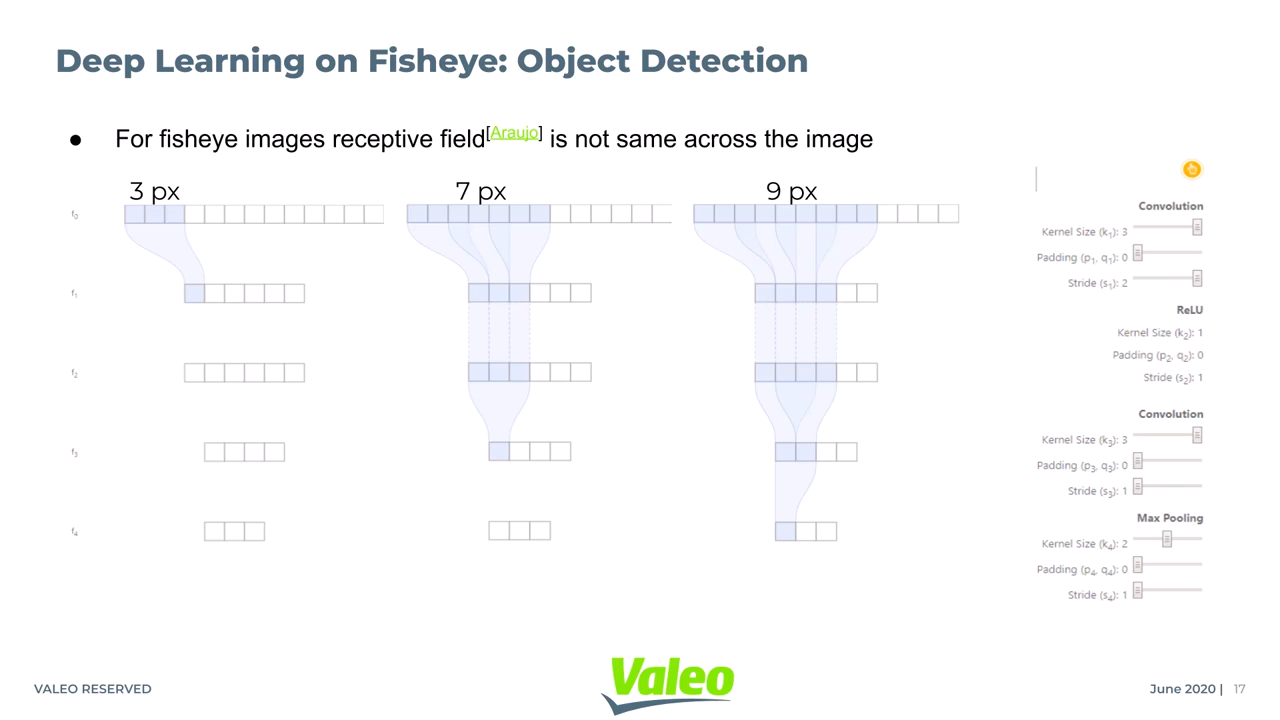 Deep Learning on Fisheye: Object Detection
● For fisheye images receptive field[Araujo] is not same across the image
3 px
7 px
9 px
f₀
f₁
f₂
f₃
f₄
Convolution
Kernel Size (k₁): 3
Padding (p₁, q₁): 0
Stride (s₁): 2
ReLU
Kernel Size (k₂): 1
Padding (p₂, q₂): 0
Stride (s₂): 1
Convolution
Kernel Size (k₃): 3
Padding (p₃, q₃): 0
Stride (s₃): 1
Max Pooling
Kernel Size (k₄): 2
Padding (p₄, q₄): 0
Stride (s₄): 1
VALEO RESERVED
Valeo
June 2020 | 17